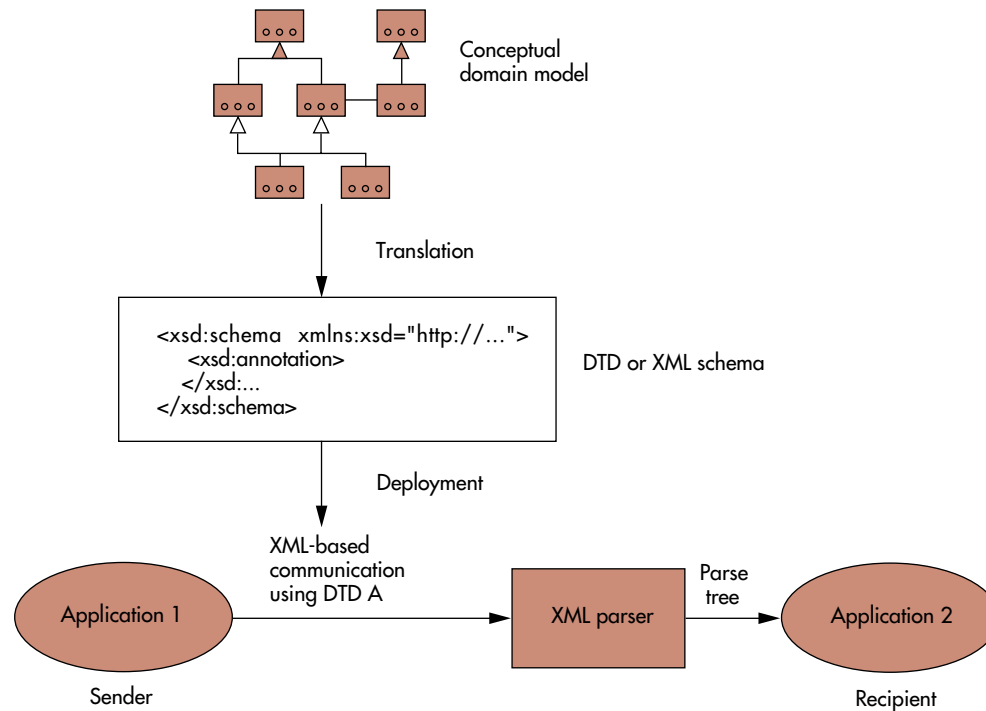 Conceptual
domain model
Translation
<xsd:schema xmlns:xsd="http://...">
<xsd:annotation>
</xsd:...
</xsd:schema>
DTD or XML schema
Deployment
XML-based
communication
using DTD A
Application 1
XML parser
Parse
tree
Application 2
Sender
Recipient